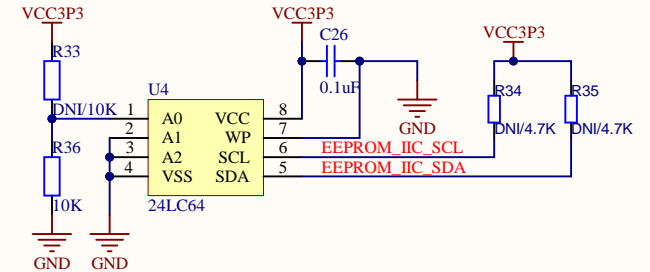 VCC3P3
VCC3P3
VCC3P3
R33
C26
0.1uF
U4
R34
R35
DNI/10K
1
A0
VCC
8
2
A1
WP
7
GND
DNI/4.7K
DNI/4.7K
R36
3
A2
SCL
6
EEPROM_IIC_SCL
4
VSS
SDA
5
EEPROM_IIC_SDA
10K
24LC64
GND
GND